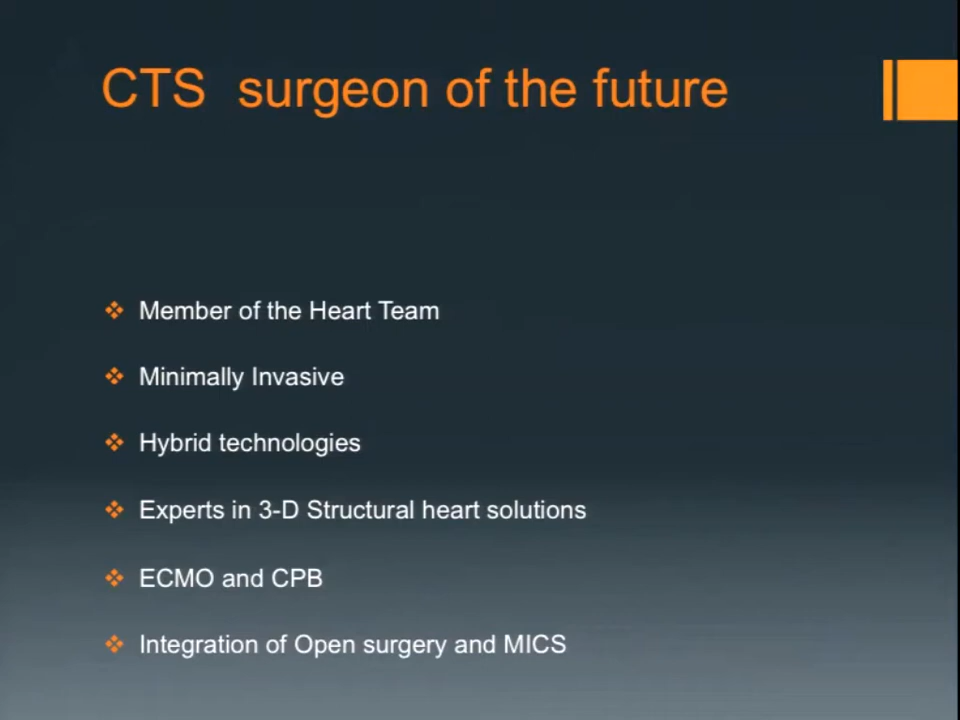 CTS surgeon of the future
Member of the Heart Team
Minimally Invasive
Hybrid technologies
Experts in 3-D Structural heart solutions
ECMO and CPB
Integration of Open surgery and MICS